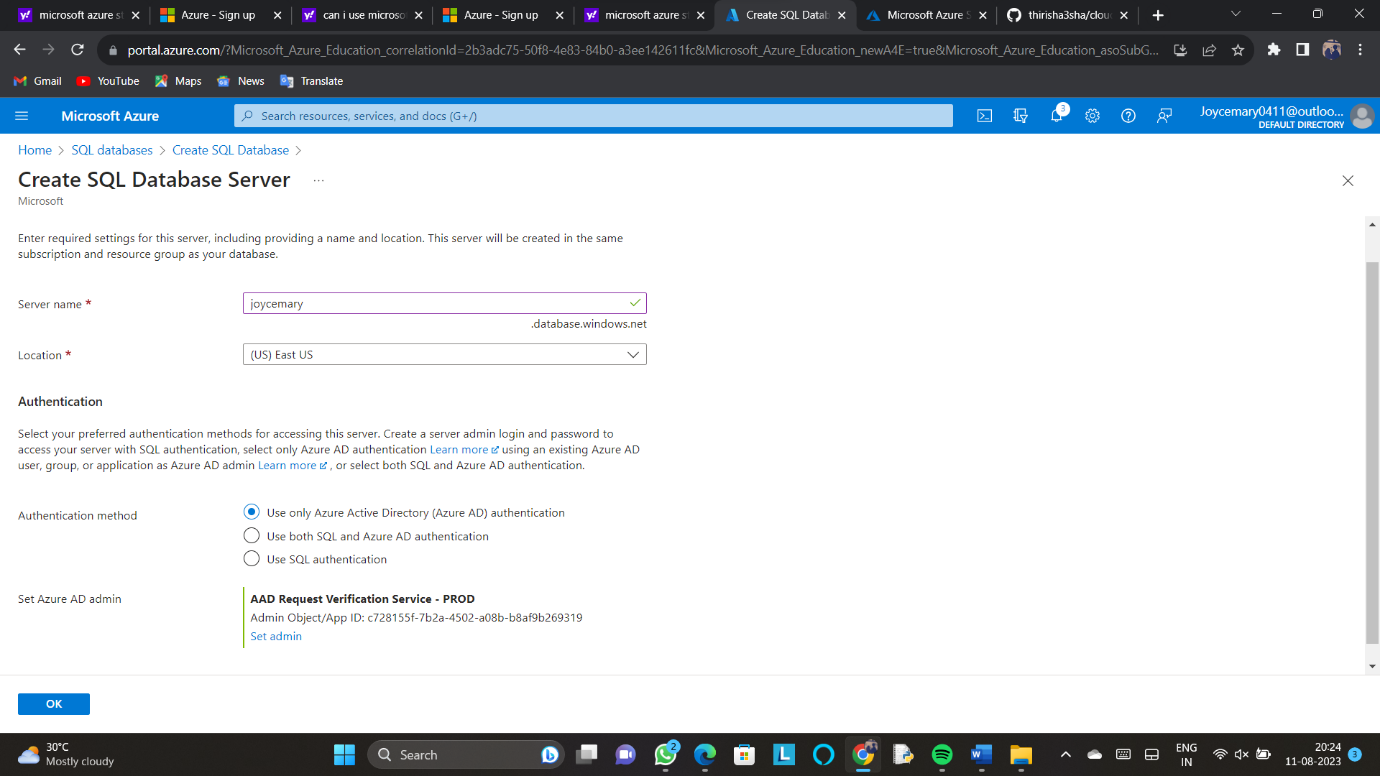 microsoft azure st
Azure - Sign up
can i use microso
Azure - Sign up
microsoft azure st
Create SQL Datab
Microsoft Azure S
thirisha3sha/clou
portal.azure.com/?Microsoft_Azure_Education_correlationId=2b3adc75-50f8-4e83-84b0-a3ee142611fc&Microsoft_Azure_Education_newA4E=true&Microsoft_Azure_Education_asoSubG...
Gmail
YouTube
Maps
News
Translate
Microsoft Azure
Search resources, services, and docs (G+/)
3
Joycemary0411@outloo...
DEFAULT DIRECTORY
Home > SQL databases > Create SQL Database >
Create SQL Database Server ...
Microsoft
Enter required settings for this server, including providing a name and location. This server will be created in the same
subscription and resource group as your database.
Server name *
joycemary
.database.windows.net
Location *
(US) East US
Authentication
Select your preferred authentication methods for accessing this server. Create a server admin login and password to
access your server with SQL authentication, select only Azure AD authentication Learn more using an existing Azure AD
user, group, or application as Azure AD admin Learn more , or select both SQL and Azure AD authentication.
Authentication method
Use only Azure Active Directory (Azure AD) authentication
Use both SQL and Azure AD authentication
Use SQL authentication
Set Azure AD admin
AAD Request Verification Service - PROD
Admin Object/App ID: c728155f-7b2a-4502-a08b-b8af9b269319
Set admin
OK
30°C
Mostly cloudy
Search
2
L
W
ENG
IN
20:24
11-08-2023
3